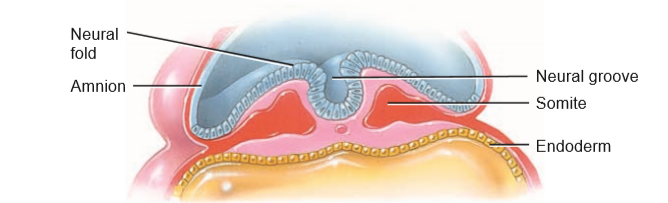 Neural
fold
Amnion
Neural groove
Somite
Endoderm